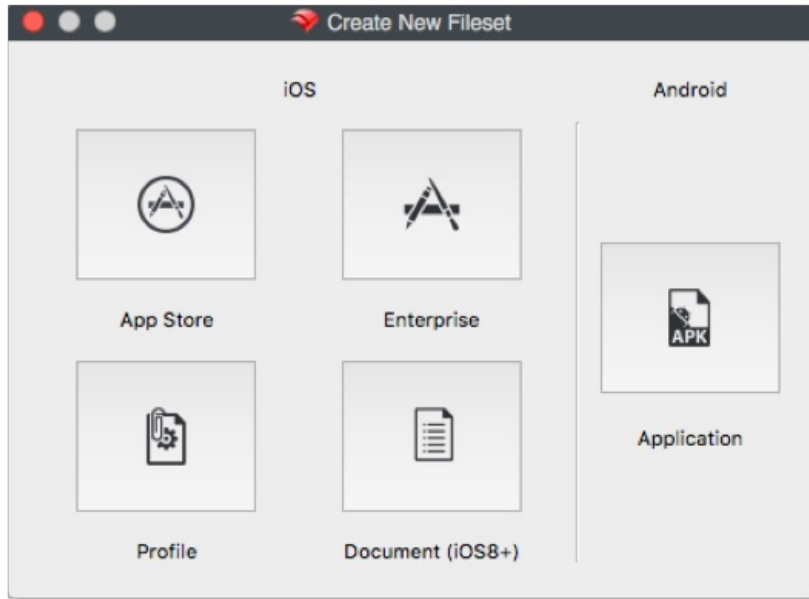 Create New Fileset
iOS
Android
App Store
Enterprise
APK
Application
Profile
Document (iOS8+)